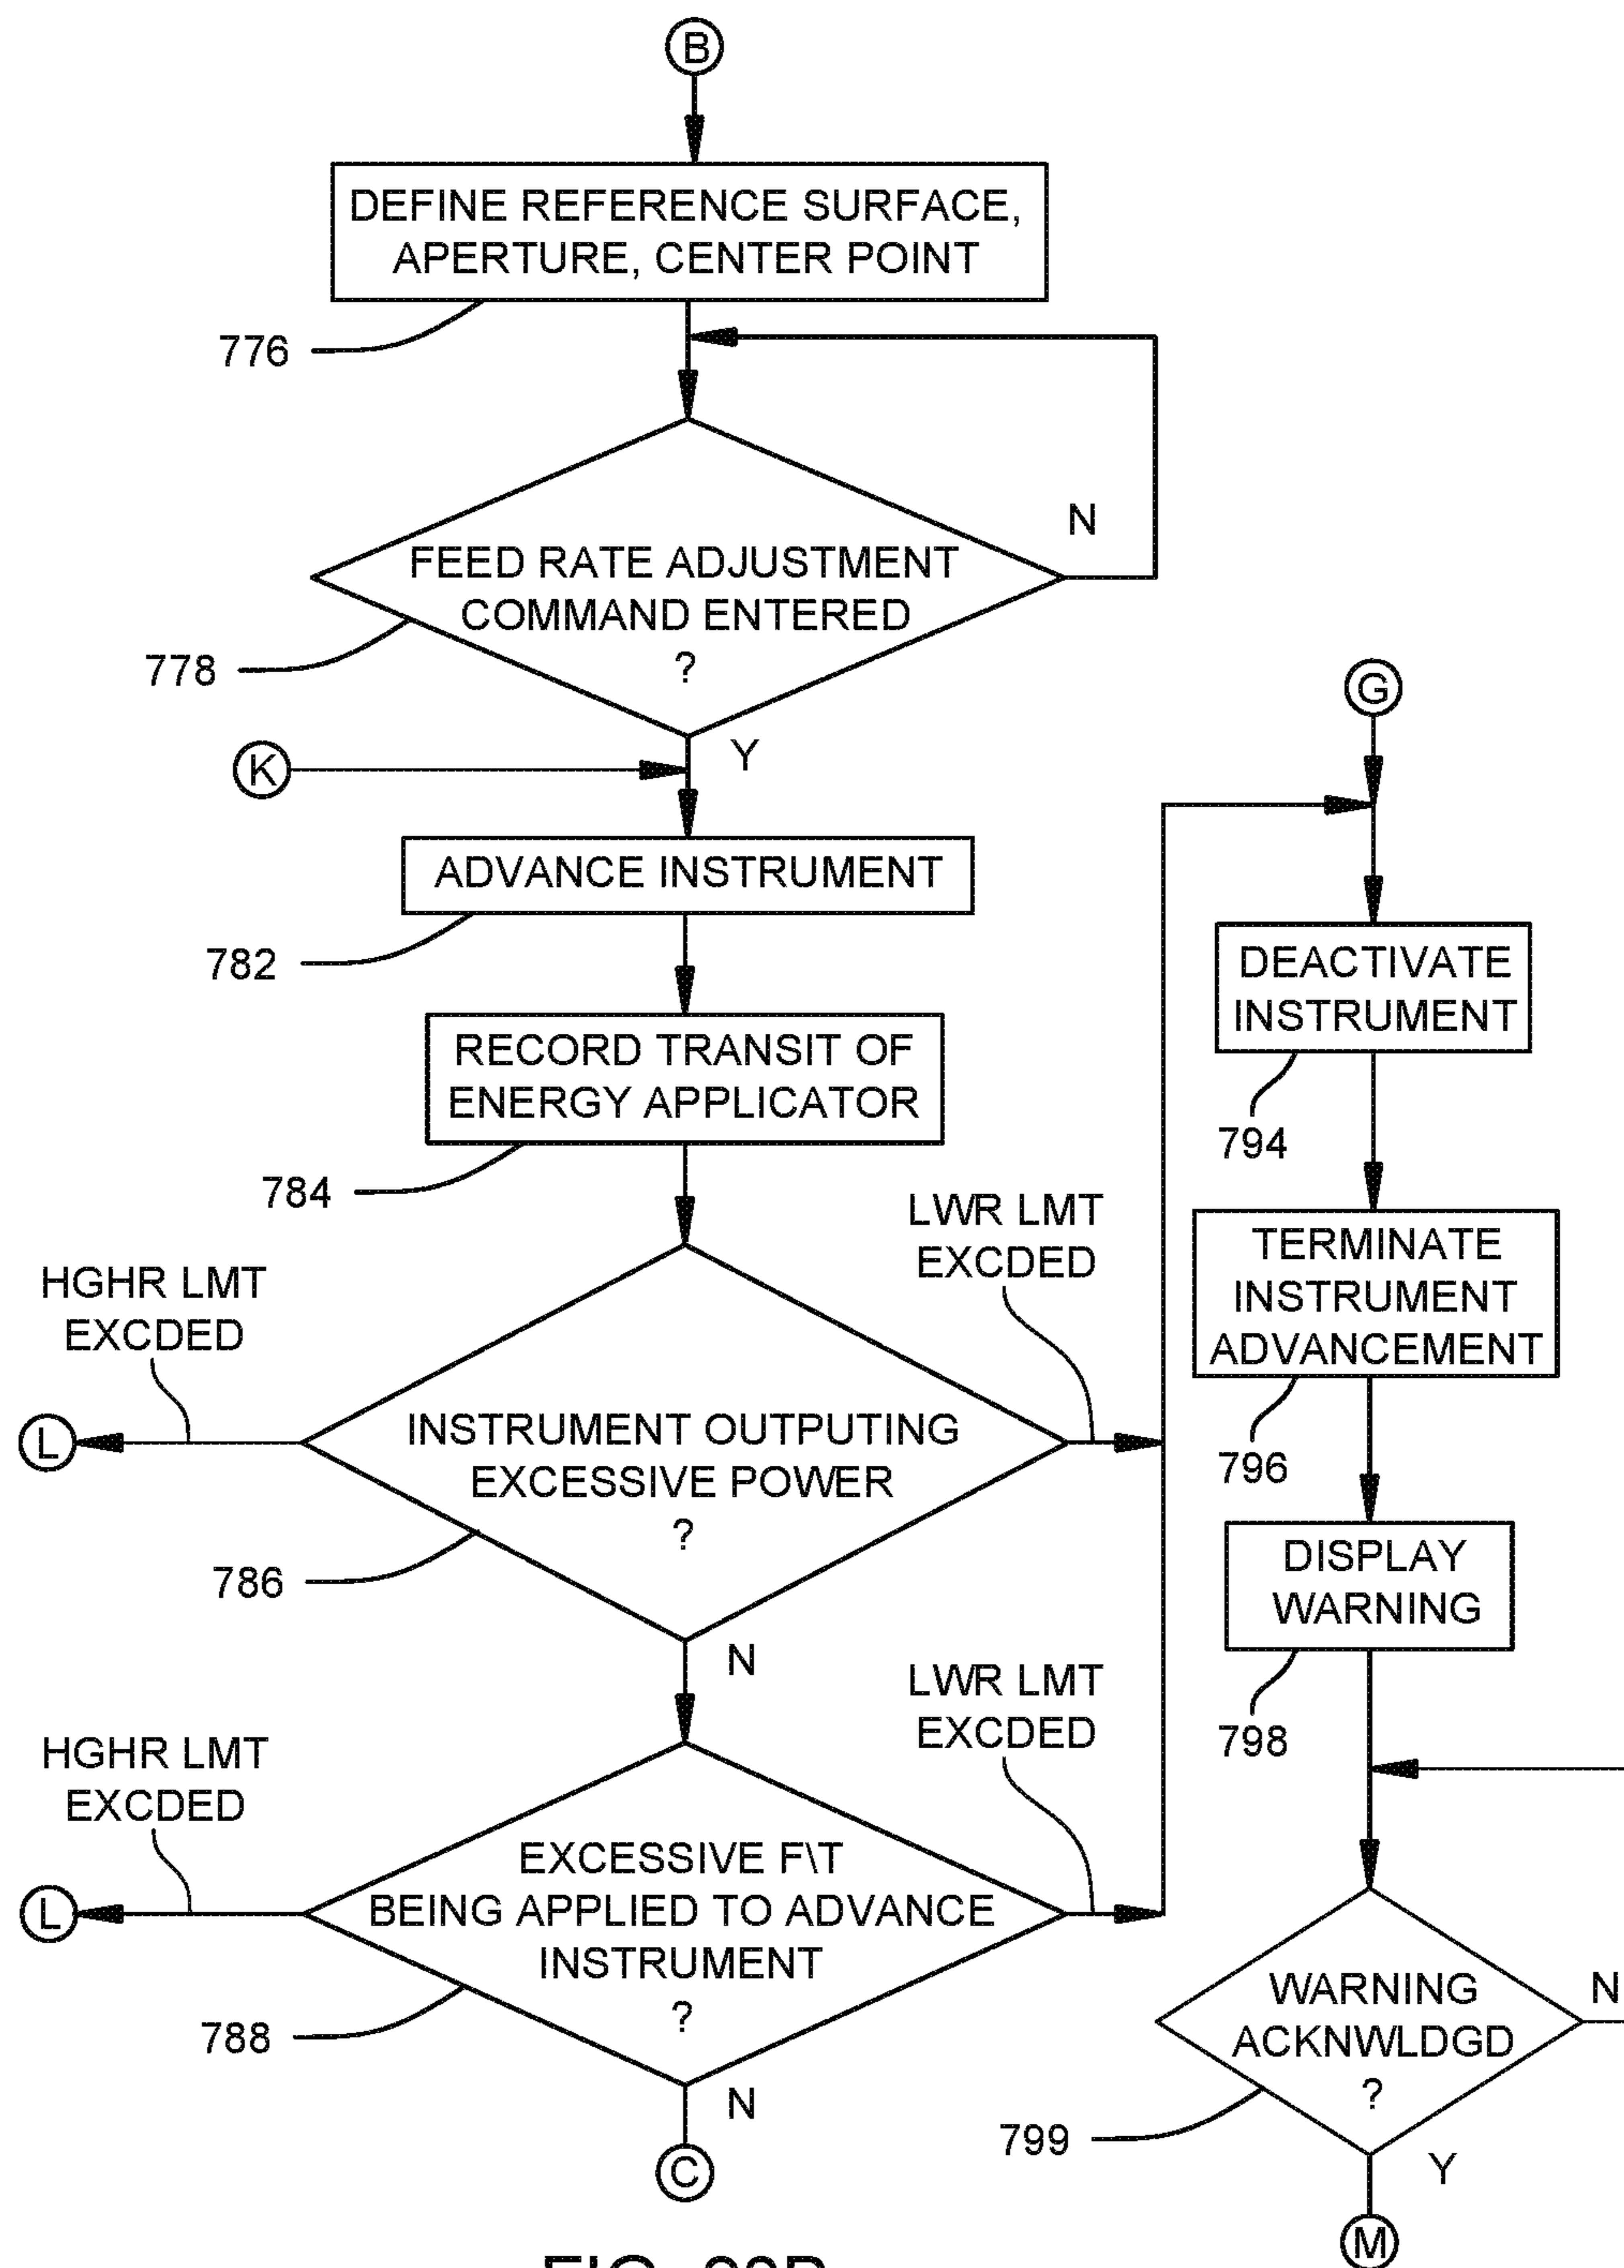 B
DEFINE REFERENCE SURFACE,
APERTURE, CENTER POINT
776
N
FEED RATE ADJUSTMENT
COMMAND ENTERED
?
778
Y
K
ADVANCE INSTRUMENT
782
RECORD TRANSIT OF
ENERGY APPLICATOR
784
HGHR LMT
EXCDED
LWR LMT
EXCDED
L
INSTRUMENT OUTPUTING
EXCESSIVE POWER
?
786
N
HGHR LMT
EXCDED
LWR LMT
EXCDED
L
EXCESSIVE F\T
BEING APPLIED TO ADVANCE
INSTRUMENT
?
788
N
C
G
DEACTIVATE
INSTRUMENT
794
TERMINATE
INSTRUMENT
ADVANCEMENT
796
DISPLAY
WARNING
798
N
WARNING
ACKNWLDGD
?
799
Y
M